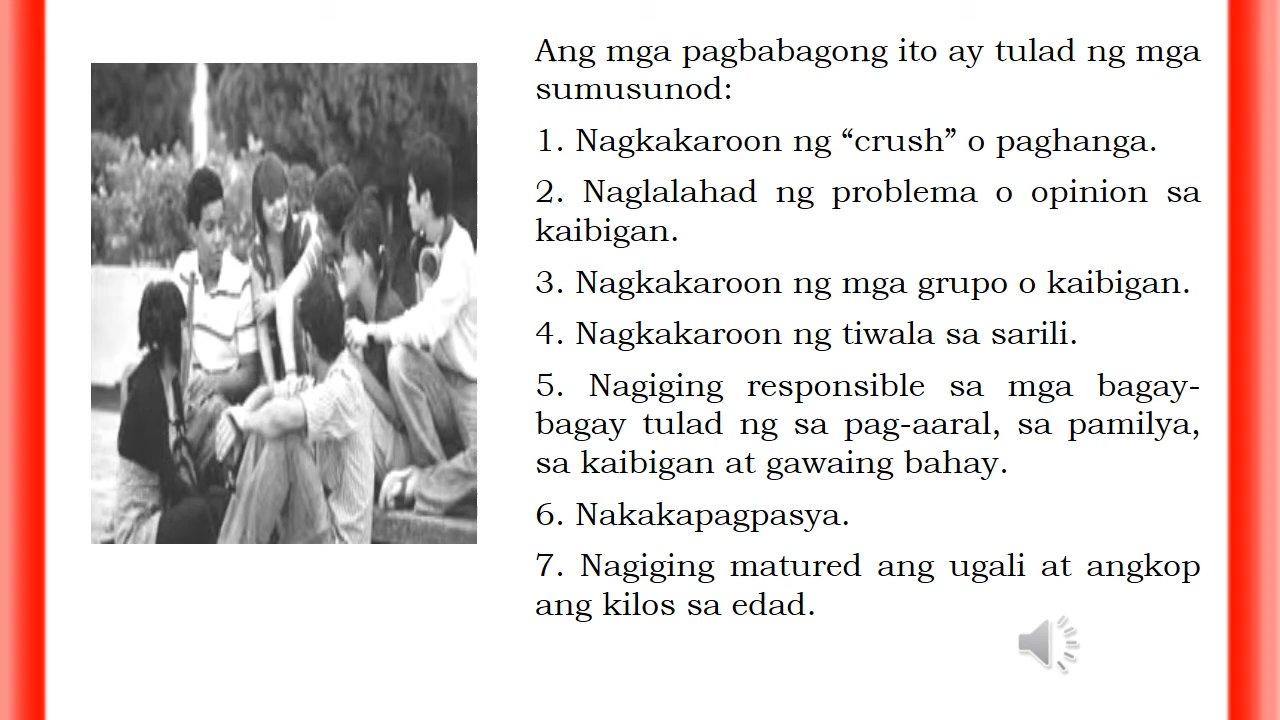 Ang mga pagbabagong ito ay tulad ng mga
sumusunod:
1. Nagkakaroon ng “crush” o paghanga.
2. Naglalahad ng problema o opinion sa
kaibigan.
3. Nagkakaroon ng mga grupo o kaibigan.
4. Nagkakaroon ng tiwala sa sarili.
5. Nagiging responsible sa mga bagay-
bagay tulad ng sa pag-aaral, sa pamilya,
sa kaibigan at gawaing bahay.
6. Nakakapagpasya.
7. Nagiging matured ang ugali at angkop
ang kilos sa edad.